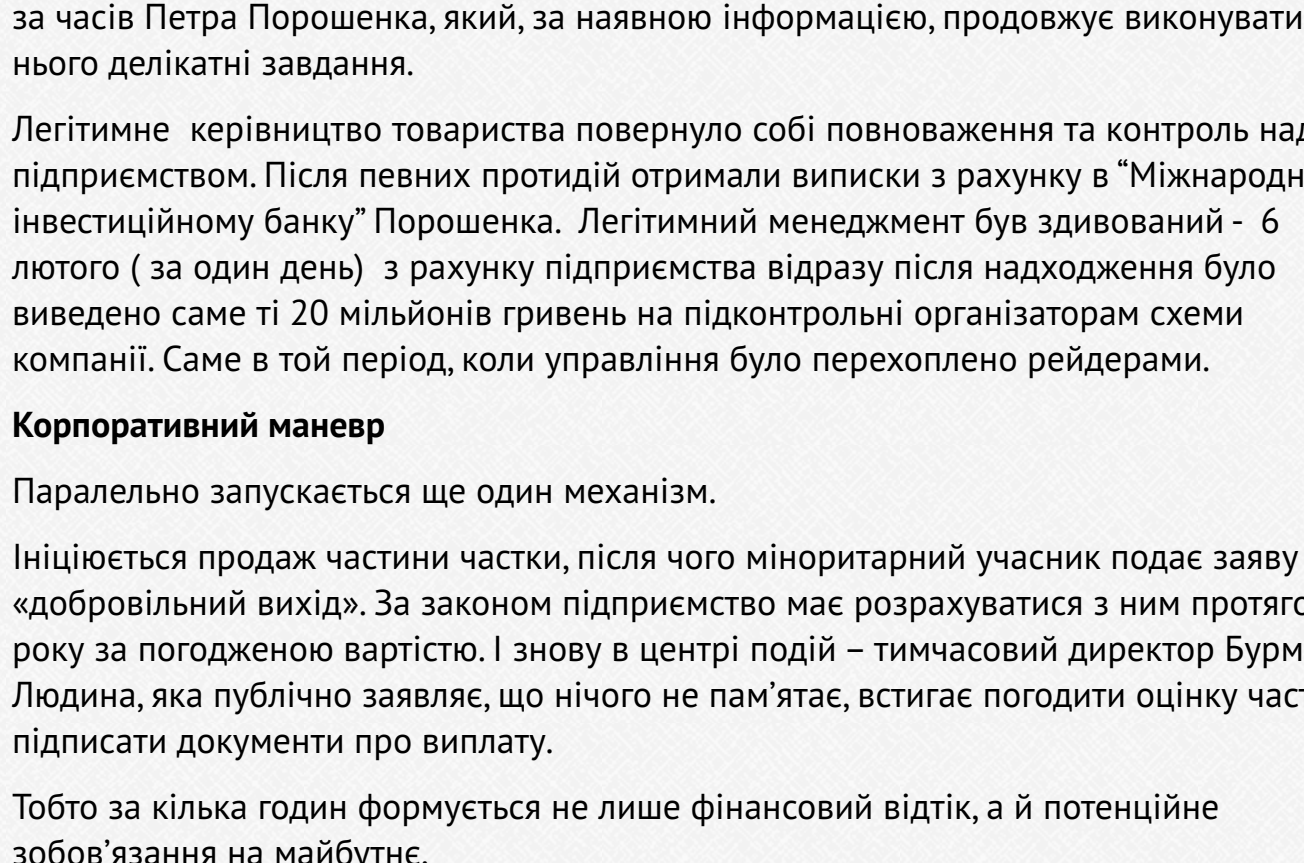 за часів Петра Порошенка, який, за наявною інформацією, продовжує виконувати
нього делікатні завдання.
Легітимне керівництво товариства повернуло собі повноваження та контроль над
підприємством. Після певних протидій отримали виписки з рахунку в “Міжнародн
інвестиційному банку” Порошенка. Легітимний менеджмент був здивований - 6
лютого ( за один день) з рахунку підприємства відразу після надходження було
виведено саме ті 20 мільйонів гривень на підконтрольні організаторам схеми
компанії. Саме в той період, коли управління було перехоплено рейдерами.
Корпоративний маневр
Паралельно запускається ще один механізм.
Ініціюється продаж частини частки, після чого міноритарний учасник подає заяву
«добровільний вихід». За законом підприємство має розрахуватися з ним протяго
року за погодженою вартістю. І знову в центрі подій – тимчасовий директор Бурм
Людина, яка публічно заявляє, що нічого не пам’ятає, встигає погодити оцінку част
підписати документи про виплату.
Тобто за кілька годин формується не лише фінансовий відтік, а й потенційне
зобов’язання на майбутнє.